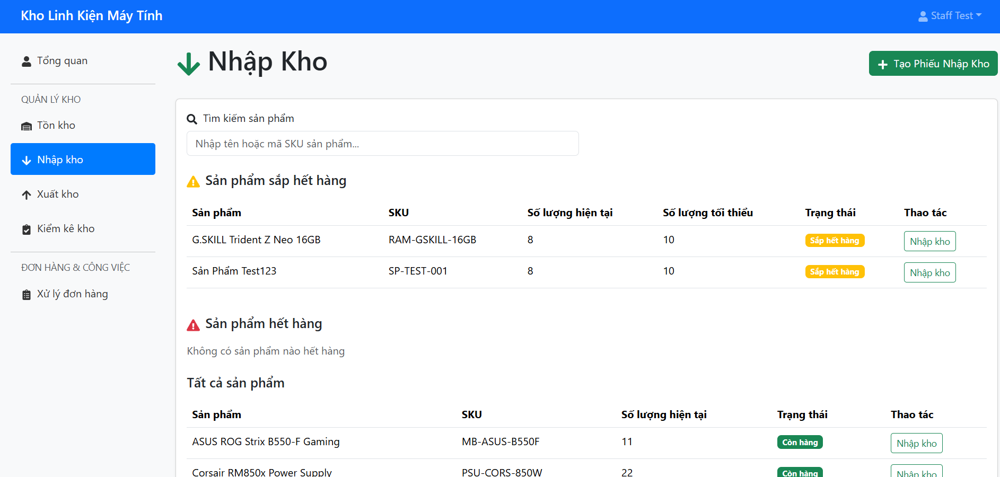 Kho Linh Kiện Máy Tính
Staff Test
Tổng quan
QUẢN LÝ KHO
Tồn kho
Nhập kho
Xuất kho
Kiểm kê kho
ĐƠN HÀNG & CÔNG VIỆC
Xử lý đơn hàng
Nhập Kho
Tạo Phiếu Nhập Kho
Tìm kiếm sản phẩm
Nhập tên hoặc mã SKU sản phẩm...
Sản phẩm sắp hết hàng
Sản phẩm SKU Số lượng hiện tại Số lượng tối thiểu Trạng thái Thao tác
G.SKILL Trident Z Neo 16GB RAM-GSKILL-16GB 8 10 Sắp hết hàng Nhập kho
Sản Phẩm Test123 SP-TEST-001 8 10 Sắp hết hàng Nhập kho
Sản phẩm hết hàng
Không có sản phẩm nào hết hàng
Tất cả sản phẩm
Sản phẩm SKU Số lượng hiện tại Trạng thái Thao tác
ASUS ROG Strix B550-F Gaming MB-ASUS-B550F 11 Còn hàng Nhập kho
Corsair RM850x Power Supply PSU-CORS-850W 22 Còn hàng Nhập kho